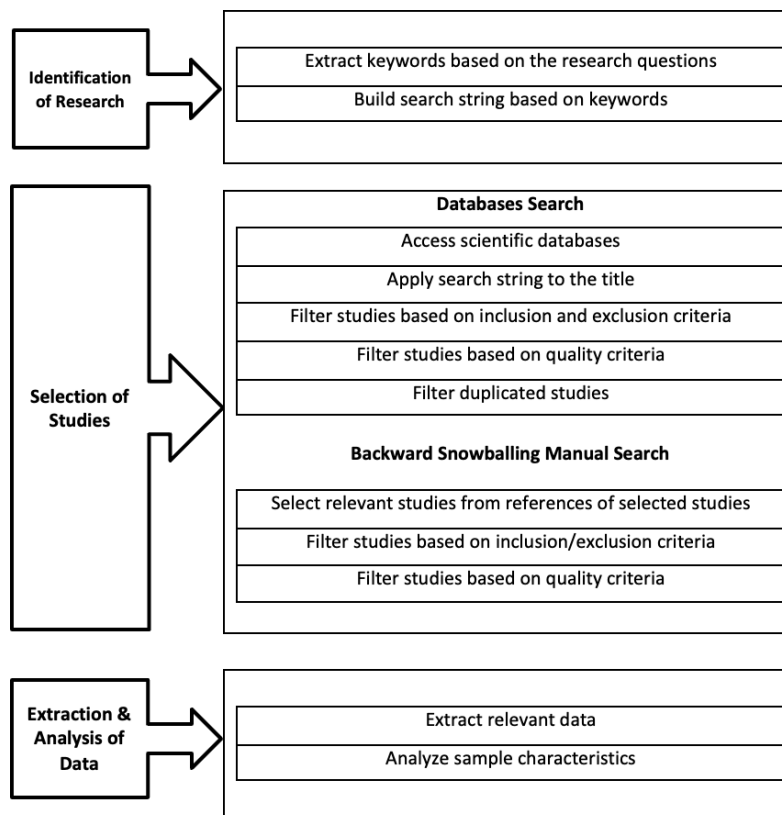 Identification
of Research
Extract keywords based on the research questions
Build search string based on keywords
Selection of
Studies
Databases Search
Access scientific databases
Apply search string to the title
Filter studies based on inclusion and exclusion criteria
Filter studies based on quality criteria
Filter duplicated studies
Backward Snowballing Manual Search
Select relevant studies from references of selected studies
Filter studies based on inclusion/exclusion criteria
Filter studies based on quality criteria
Extraction &
Analysis of
Data
Extract relevant data
Analyze sample characteristics